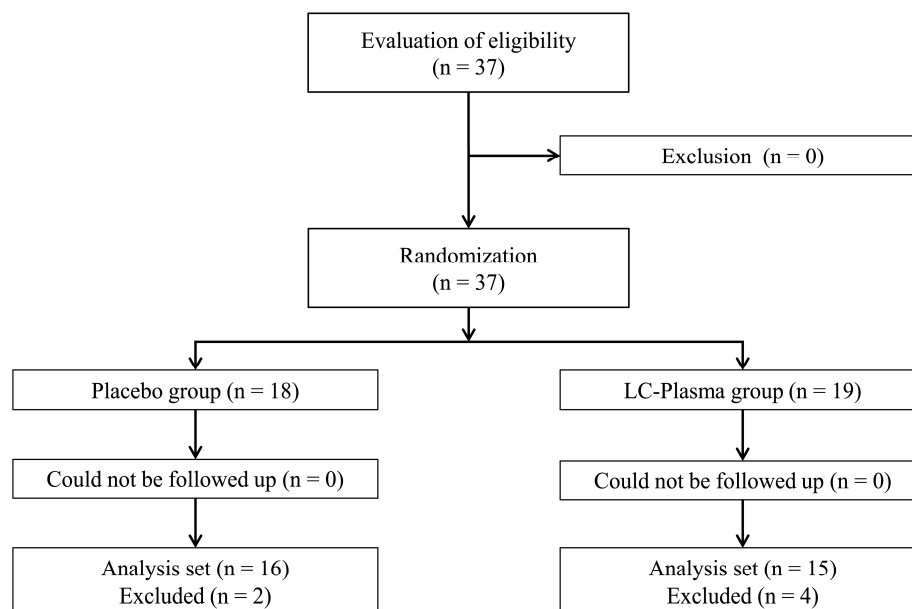 Evaluation of eligibility
(n = 37)
Exclusion (n = 0)
Randomization
(n = 37)
Placebo group (n = 18)
LC-Plasma group (n = 19)
Could not be followed up (n = 0)
Could not be followed up (n = 0)
Analysis set (n = 16)
Excluded (n = 2)
Analysis set (n = 15)
Excluded (n = 4)